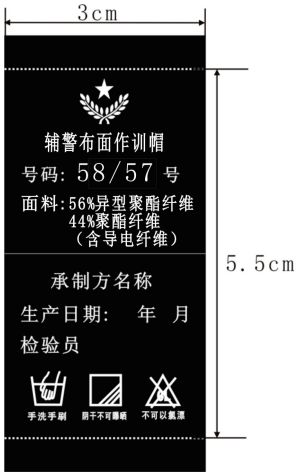 3cm
辅警布面作训帽
号码: 58/57 号
面料:56%异型聚酯纤维
44%聚酯纤维
（含导电纤维）
5.5cm
承制方名称
生产日期: 年 月
检验员
手洗手刷 阴干不可曝晒 不可以氯漂